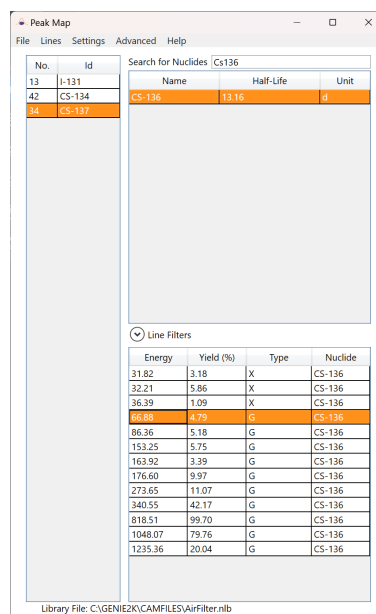 Peak Map
File Lines Settings Advanced Help
No. Id
13 I-131
42 CS-134
34 CS-137
Search for Nuclides Cs136
Name Half-Life Unit
CS-136 13.16 d
Line Filters
Energy Yield (%) Type Nuclide
31.82 3.18 X CS-136
32.21 5.86 X CS-136
36.39 1.09 X CS-136
66.88 4.79 G CS-136
86.36 5.18 G CS-136
153.25 5.75 G CS-136
163.92 3.39 G CS-136
176.60 9.97 G CS-136
273.65 11.07 G CS-136
340.55 42.17 G CS-136
818.51 99.70 G CS-136
1048.07 79.76 G CS-136
1235.36 20.04 G CS-136
Library File: C:\GENIE2K\CAMFILES\AirFilter.nlb